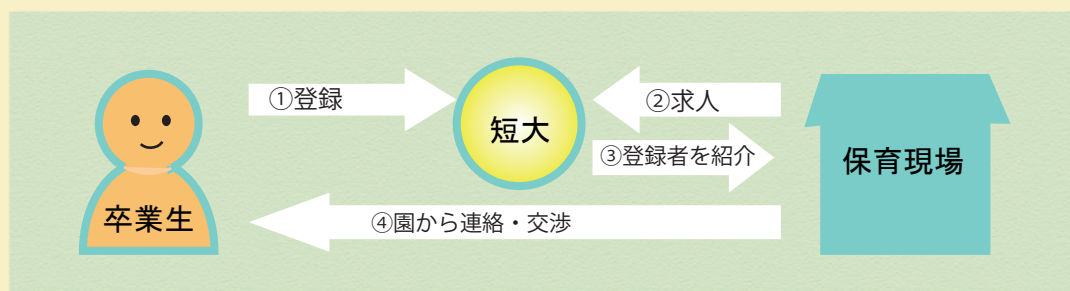 ①登録
②求人
短大
③登録者を紹介
保育現場
卒業生
④園から連絡・交渉